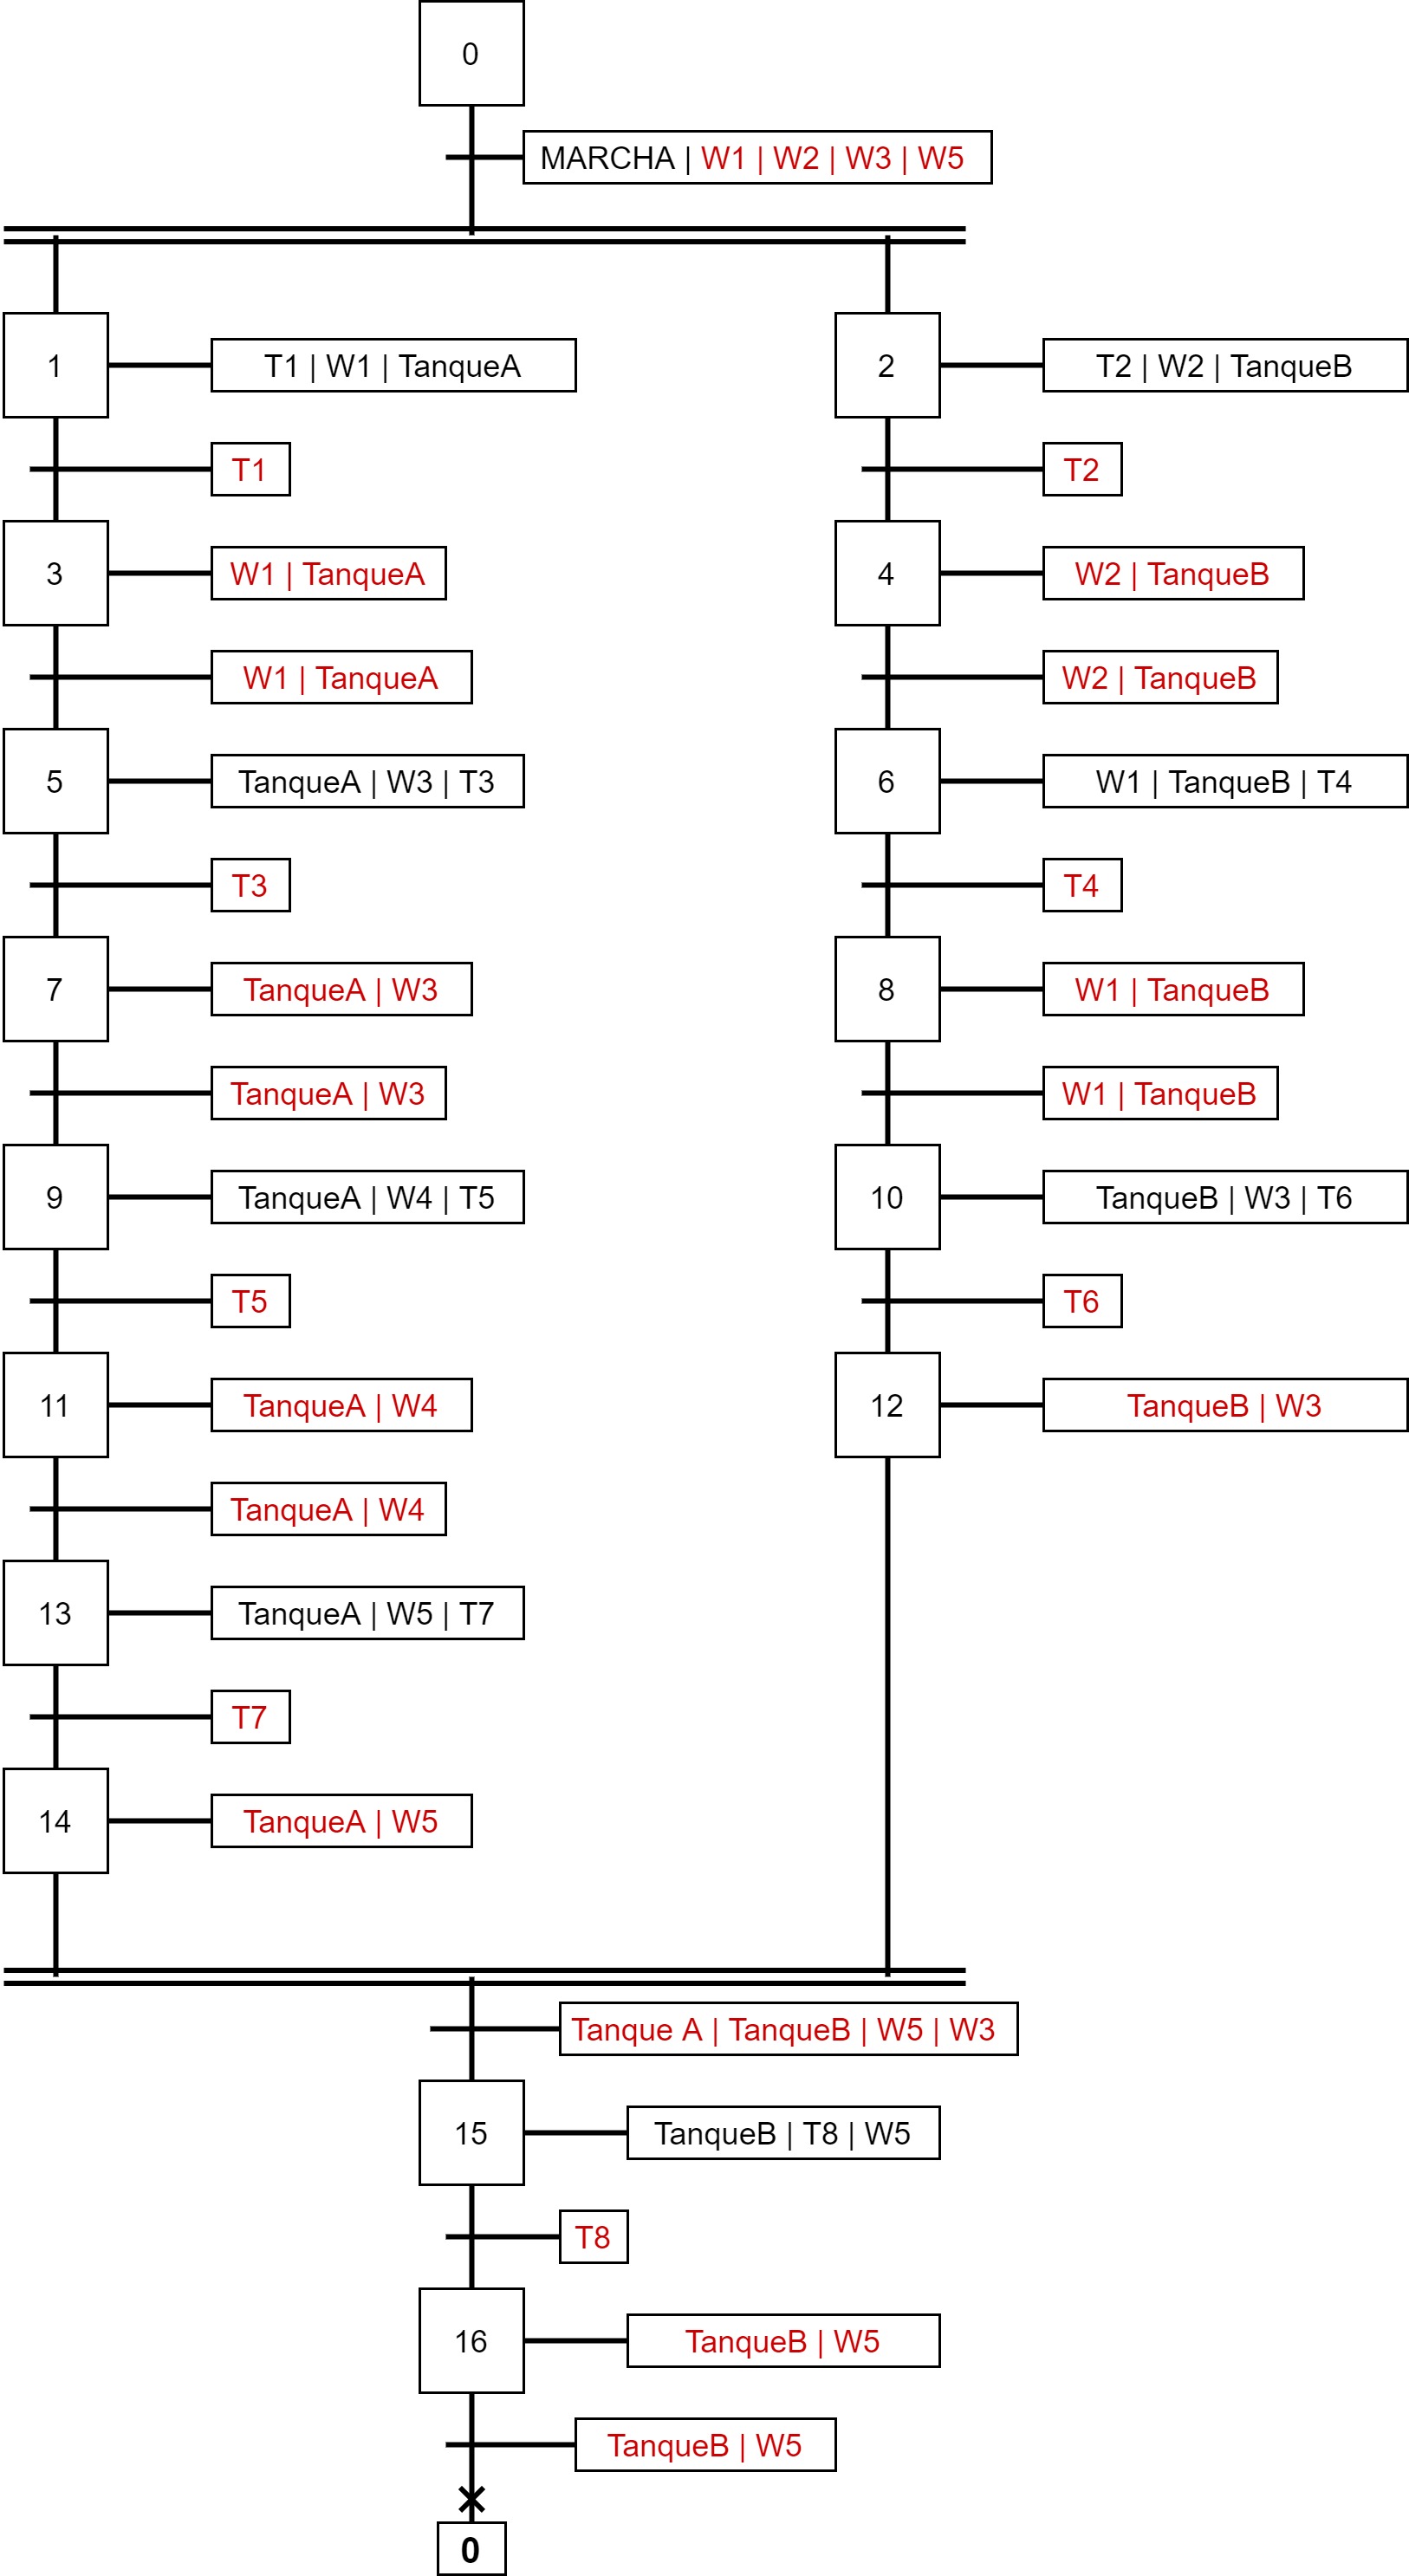 0
MARCHA | W1 | W2 | W3 | W5
1
T1 | W1 | TanqueA
2
T2 | W2 | TanqueB
T1
T2
3
W1 | TanqueA
4
W2 | TanqueB
W1 | TanqueA
W2 | TanqueB
5
TanqueA | W3 | T3
6
W1 | TanqueB | T4
T3
T4
7
TanqueA | W3
8
W1 | TanqueB
TanqueA | W3
W1 | TanqueB
9
TanqueA | W4 | T5
10
TanqueB | W3 | T6
T5
T6
11
TanqueA | W4
12
TanqueB | W3
TanqueA | W4
13
TanqueA | W5 | T7
T7
14
TanqueA | W5
Tanque A | TanqueB | W5 | W3
15
TanqueB | T8 | W5
T8
16
TanqueB | W5
TanqueB | W5
0